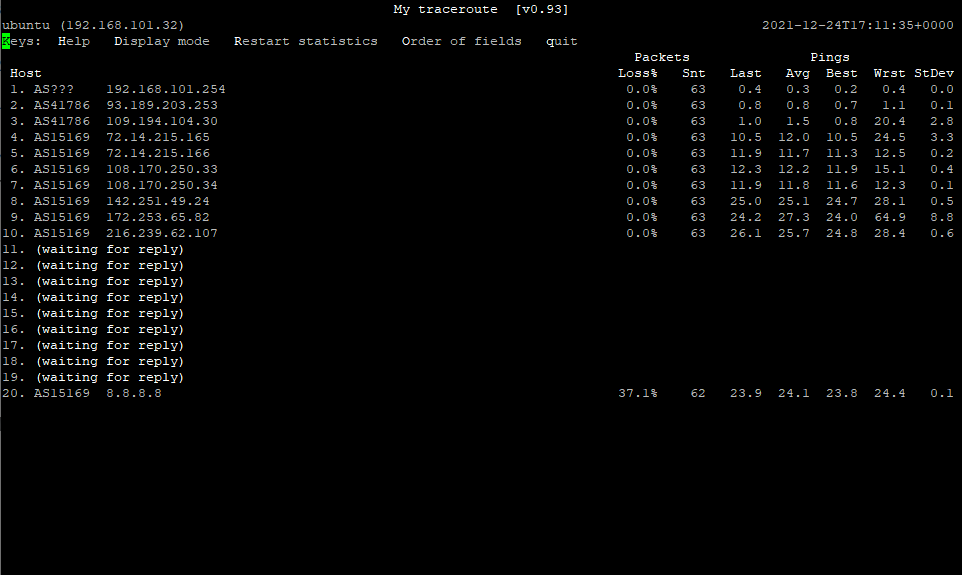 My traceroute  [v0.93]
ubuntu (192.168.101.32)                                                2021-12-24T17:11:35+0000
Keys:  Help   Display mode   Restart statistics   Order of fields   quit
Packets               Pings
Host                                    Loss%   Snt   Last   Avg  Best  Wrst StDev
1. AS???    192.168.101.254    0.0%    63    0.4   0.3   0.2   0.4   0.0
2. AS41786  93.189.203.253    0.0%    63    0.8   0.8   0.7   1.1   0.1
3. AS41786  109.194.104.30    0.0%    63    1.0   1.5   0.8  20.4   2.8
4. AS15169  72.14.215.165    0.0%    63   10.5  12.0  10.5  24.5   3.3
5. AS15169  72.14.215.166    0.0%    63   11.9  11.7  11.3  12.5   0.2
6. AS15169  108.170.250.33    0.0%    63   12.3  12.2  11.9  15.1   0.4
7. AS15169  108.170.250.34    0.0%    63   11.9  11.8  11.6  12.3   0.1
8. AS15169  142.251.49.24    0.0%    63   25.0  25.1  24.7  28.1   0.5
9. AS15169  172.253.65.82    0.0%    63   24.2  27.3  24.0  64.9   8.8
10. AS15169  216.239.62.107    0.0%    63   26.1  25.7  24.8  28.4   0.6
11. (waiting for reply)
12. (waiting for reply)
13. (waiting for reply)
14. (waiting for reply)
15. (waiting for reply)
16. (waiting for reply)
17. (waiting for reply)
18. (waiting for reply)
19. (waiting for reply)
20. AS15169  8.8.8.8    37.1%    62   23.9  24.1  23.8  24.4   0.1